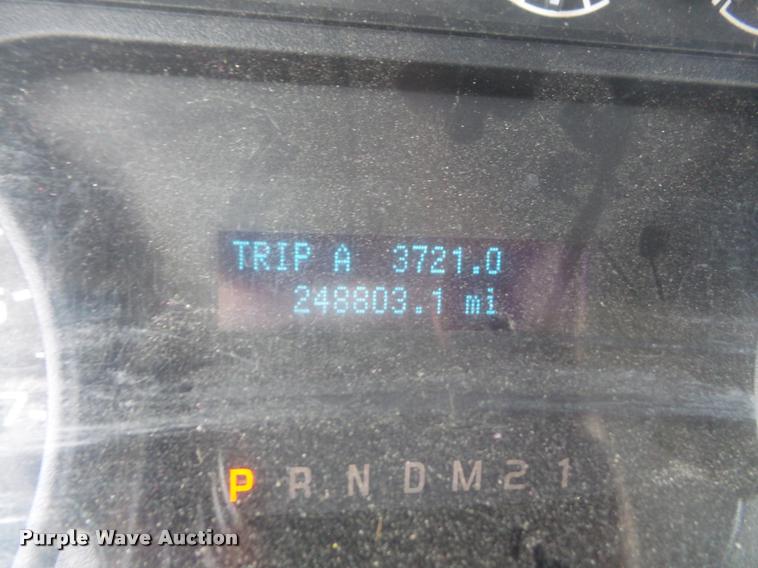 TRIP A 3721.0
248803.1 mi
P R N D M 2 1
Purple Wave Auction